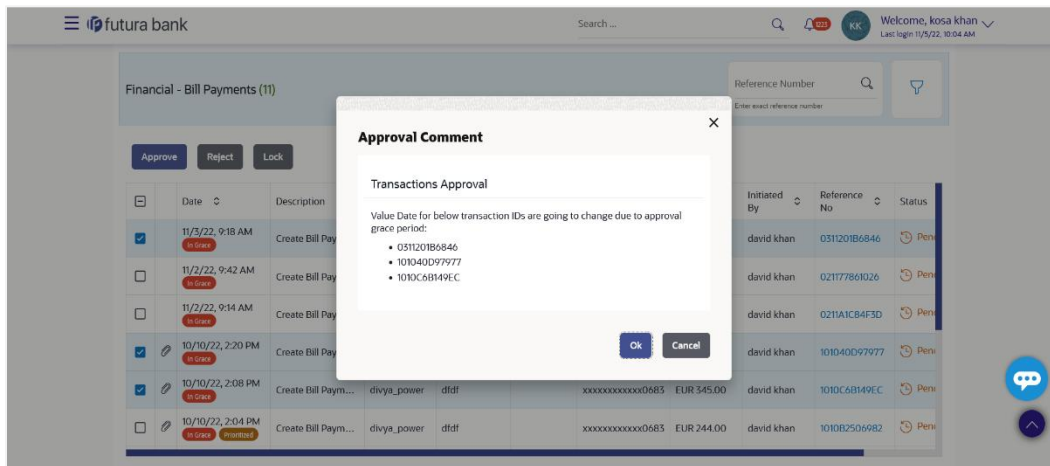 futura bank
Search ...
1223
KK
Welcome, kosa khan
Last login 11/5/22, 10:04 AM
Financial - Bill Payments (11)
Reference Number
Enter exact reference number
Approve
Reject
Lock
Approval Comment
Transactions Approval
Value Date for below transaction IDs are going to change due to approval
grace period:
• 0311201B6846
• 101040D97977
• 1010C6B149EC
Ok
Cancel
Date Description Initiated By Reference No Status
11/3/22, 9:18 AM In Grace Create Bill Pay david khan 0311201B6846 Pen
11/2/22, 9:42 AM In Grace Create Bill Pay david khan 021177861026 Pen
11/2/22, 9:14 AM In Grace Create Bill Pay david khan 0211A1C84F3D Pen
10/10/22, 2:20 PM In Grace Create Bill Pay david khan 101040D97977 Pen
10/10/22, 2:08 PM In Grace Create Bill Paym... divya_power dfdf xxxxxxxxxxxx0683 EUR 345.00 david khan 1010C6B149EC Pen
10/10/22, 2:04 PM In Grace Prioritized Create Bill Paym... divya_power dfdf xxxxxxxxxxxx0683 EUR 244.00 david khan 1010B2506982 Pen